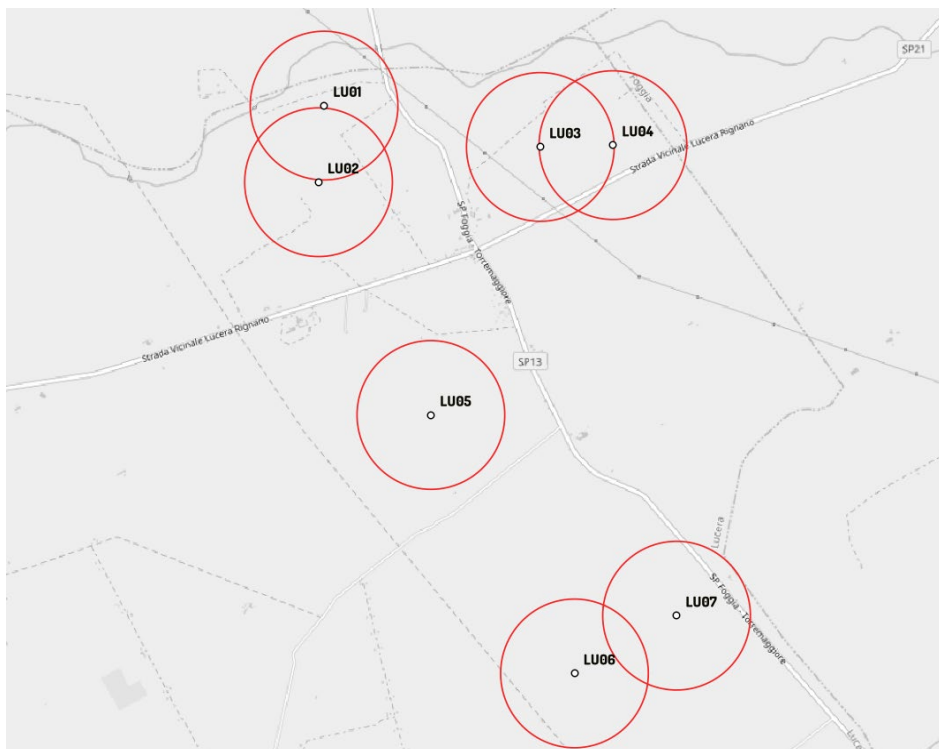 SP21
LU01
Foggia
LU03
LU04
Strada Vicinale Lucera Rignano
LU02
SP Foggia - Torremaggiore
Strada Vicinale Lucera Rignano
SP13
LU05
Lucera
SP Foggia - Torremaggiore
LU07
LU06